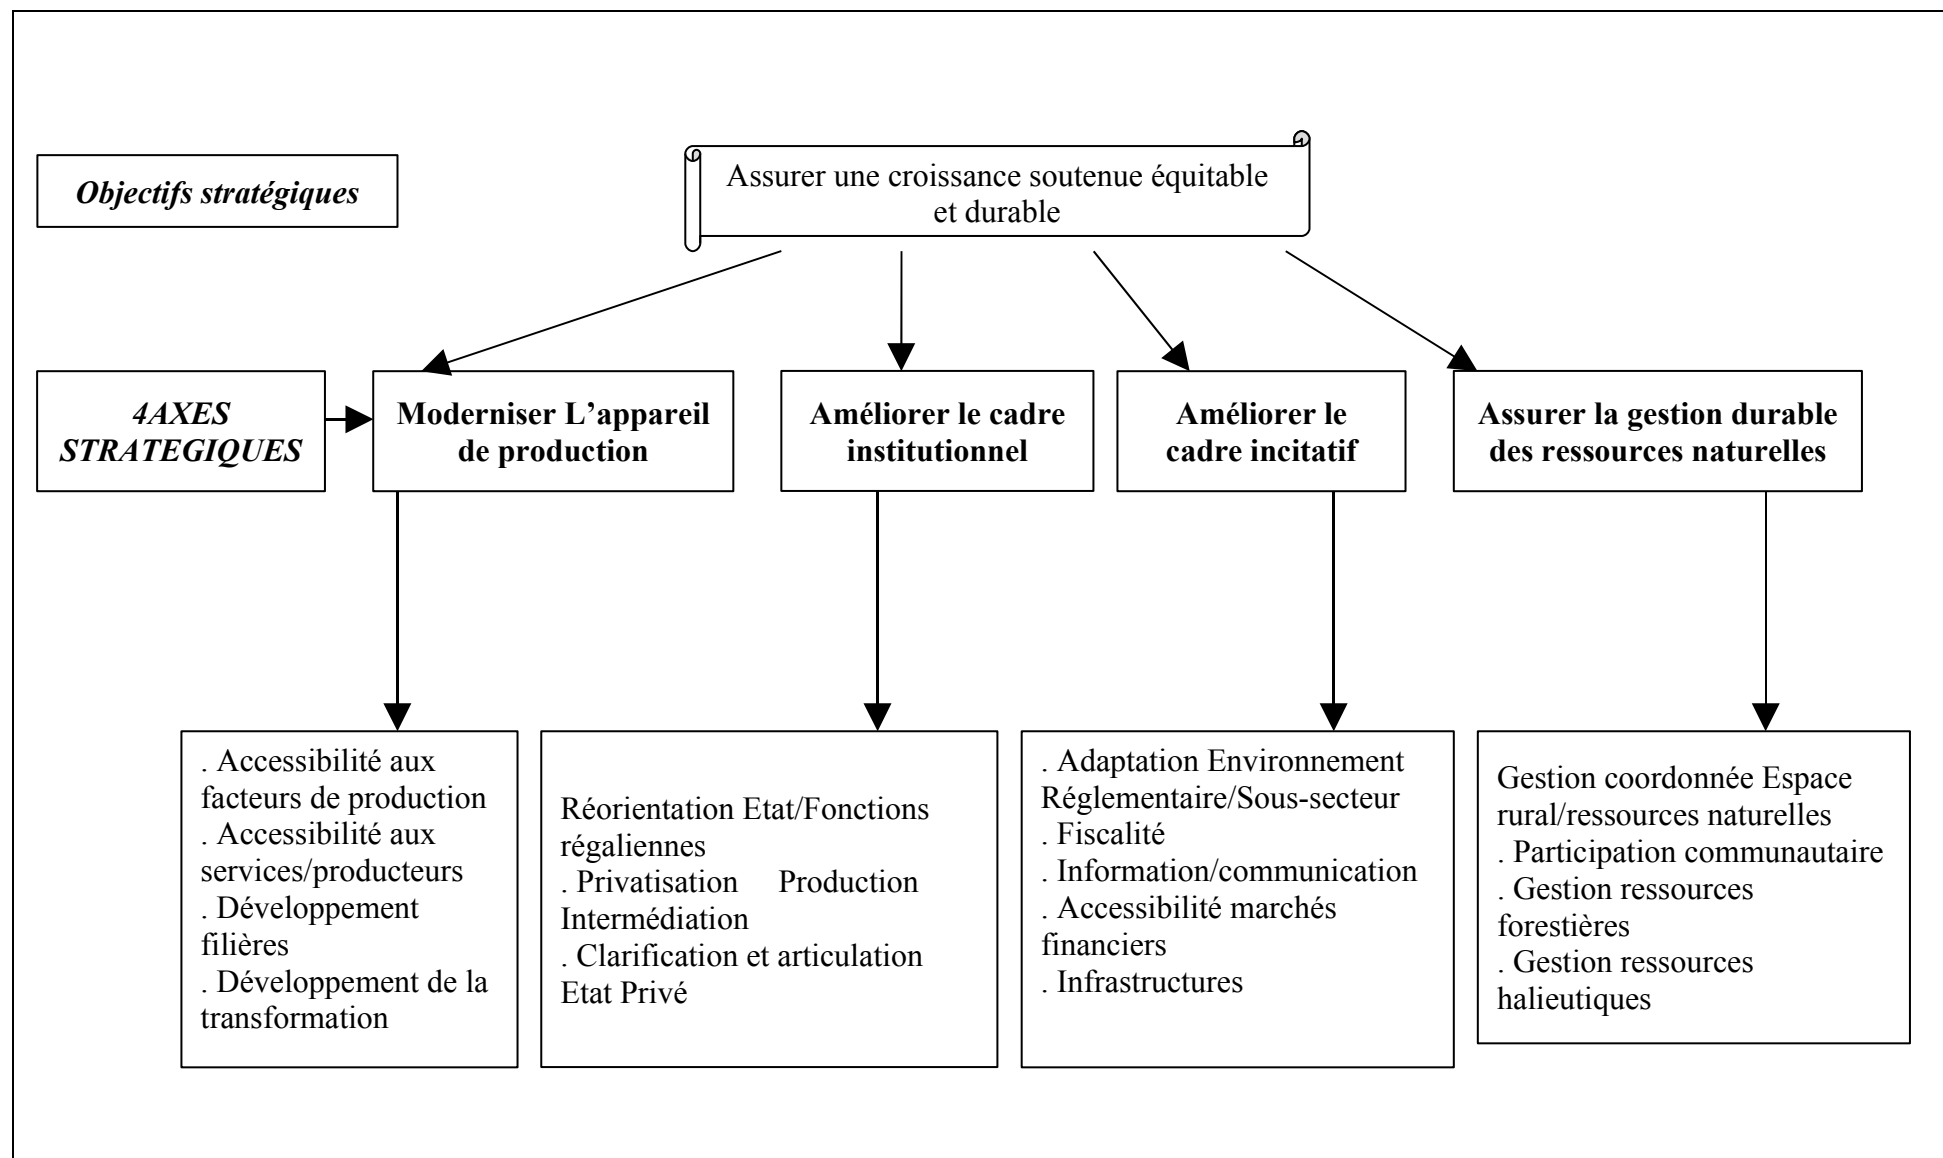 Objectifs stratégiques
Assurer une croissance soutenue équitable
et durable
4AXES
STRATEGIQUES
Moderniser L’appareil
de production
Améliorer le cadre
institutionnel
Améliorer le
cadre incitatif
Assurer la gestion durable
des ressources naturelles
. Accessibilité aux
facteurs de production
. Accessibilité aux
services/producteurs
. Développement
filières
. Développement de la
transformation
Réorientation Etat/Fonctions
régaliennes
. Privatisation Production
Intermédiation
. Clarification et articulation
Etat Privé
. Adaptation Environnement
Réglementaire/Sous-secteur
. Fiscalité
. Information/communication
. Accessibilité marchés
financiers
. Infrastructures
Gestion coordonnée Espace
rural/ressources naturelles
. Participation communautaire
. Gestion ressources
forestières
. Gestion ressources
halieutiques